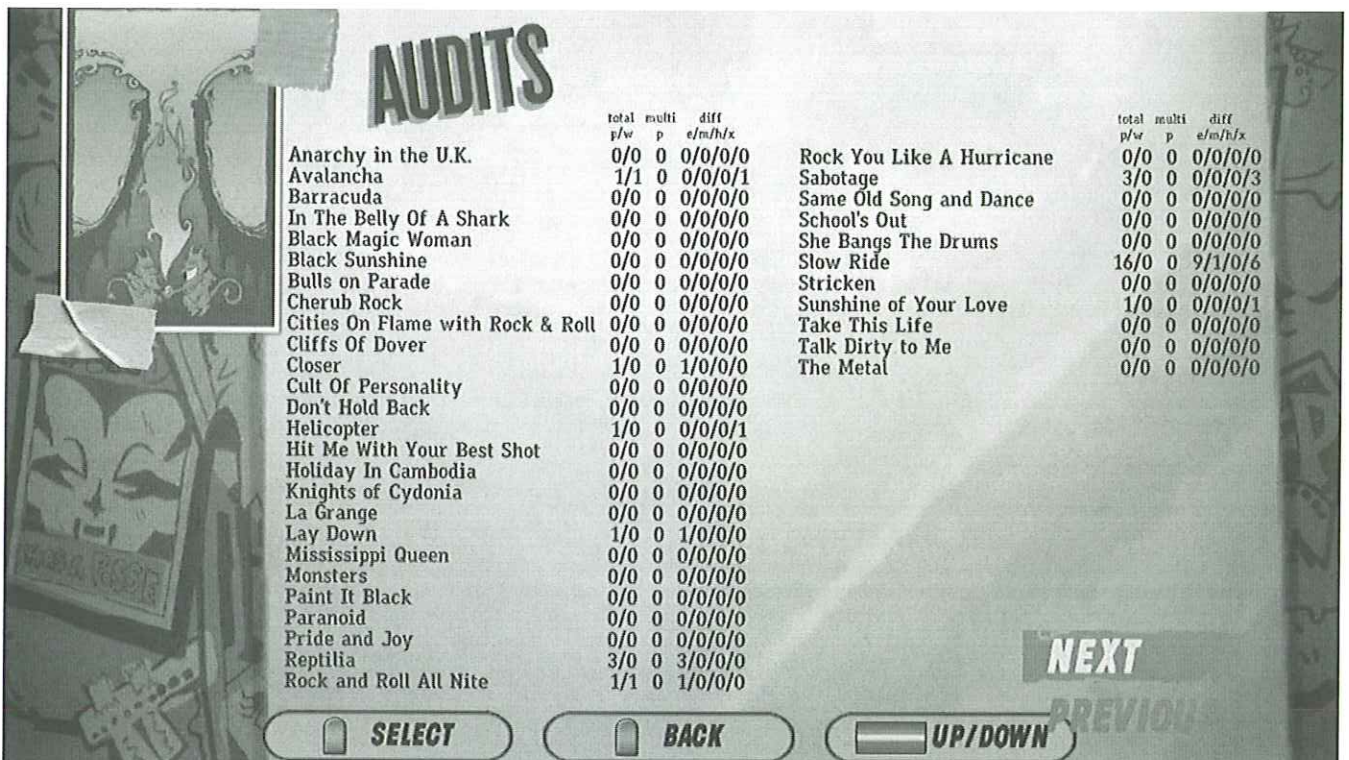 AUDITS
total multi diff
p/w p e/m/h/x
Anarchy in the U.K. 0/0 0 0/0/0/0
Avalancha 1/1 0 0/0/0/1
Barracuda 0/0 0 0/0/0/0
In The Belly Of A Shark 0/0 0 0/0/0/0
Black Magic Woman 0/0 0 0/0/0/0
Black Sunshine 0/0 0 0/0/0/0
Bulls on Parade 0/0 0 0/0/0/0
Cherub Rock 0/0 0 0/0/0/0
Cities On Flame with Rock & Roll 0/0 0 0/0/0/0
Cliffs Of Dover 0/0 0 0/0/0/0
Closer 1/0 0 1/0/0/0
Cult Of Personality 0/0 0 0/0/0/0
Don't Hold Back 0/0 0 0/0/0/0
Helicopter 1/0 0 0/0/0/1
Hit Me With Your Best Shot 0/0 0 0/0/0/0
Holiday In Cambodia 0/0 0 0/0/0/0
Knights of Cydonia 0/0 0 0/0/0/0
La Grange 0/0 0 0/0/0/0
Lay Down 1/0 0 1/0/0/0
Mississippi Queen 0/0 0 0/0/0/0
Monsters 0/0 0 0/0/0/0
Paint It Black 0/0 0 0/0/0/0
Paranoid 0/0 0 0/0/0/0
Pride and Joy 0/0 0 0/0/0/0
Reptilia 3/0 0 3/0/0/0
Rock and Roll All Nite 1/1 0 1/0/0/0
total multi diff
p/w p e/m/h/x
Rock You Like A Hurricane 0/0 0 0/0/0/0
Sabotage 3/0 0 0/0/0/3
Same Old Song and Dance 0/0 0 0/0/0/0
School's Out 0/0 0 0/0/0/0
She Bangs The Drums 0/0 0 0/0/0/0
Slow Ride 16/0 0 9/1/0/6
Stricken 0/0 0 0/0/0/0
Sunshine of Your Love 1/0 0 0/0/0/1
Take This Life 0/0 0 0/0/0/0
Talk Dirty to Me 0/0 0 0/0/0/0
The Metal 0/0 0 0/0/0/0
NEXT
PREVIOUS
SELECT
BACK
UP/DOWN